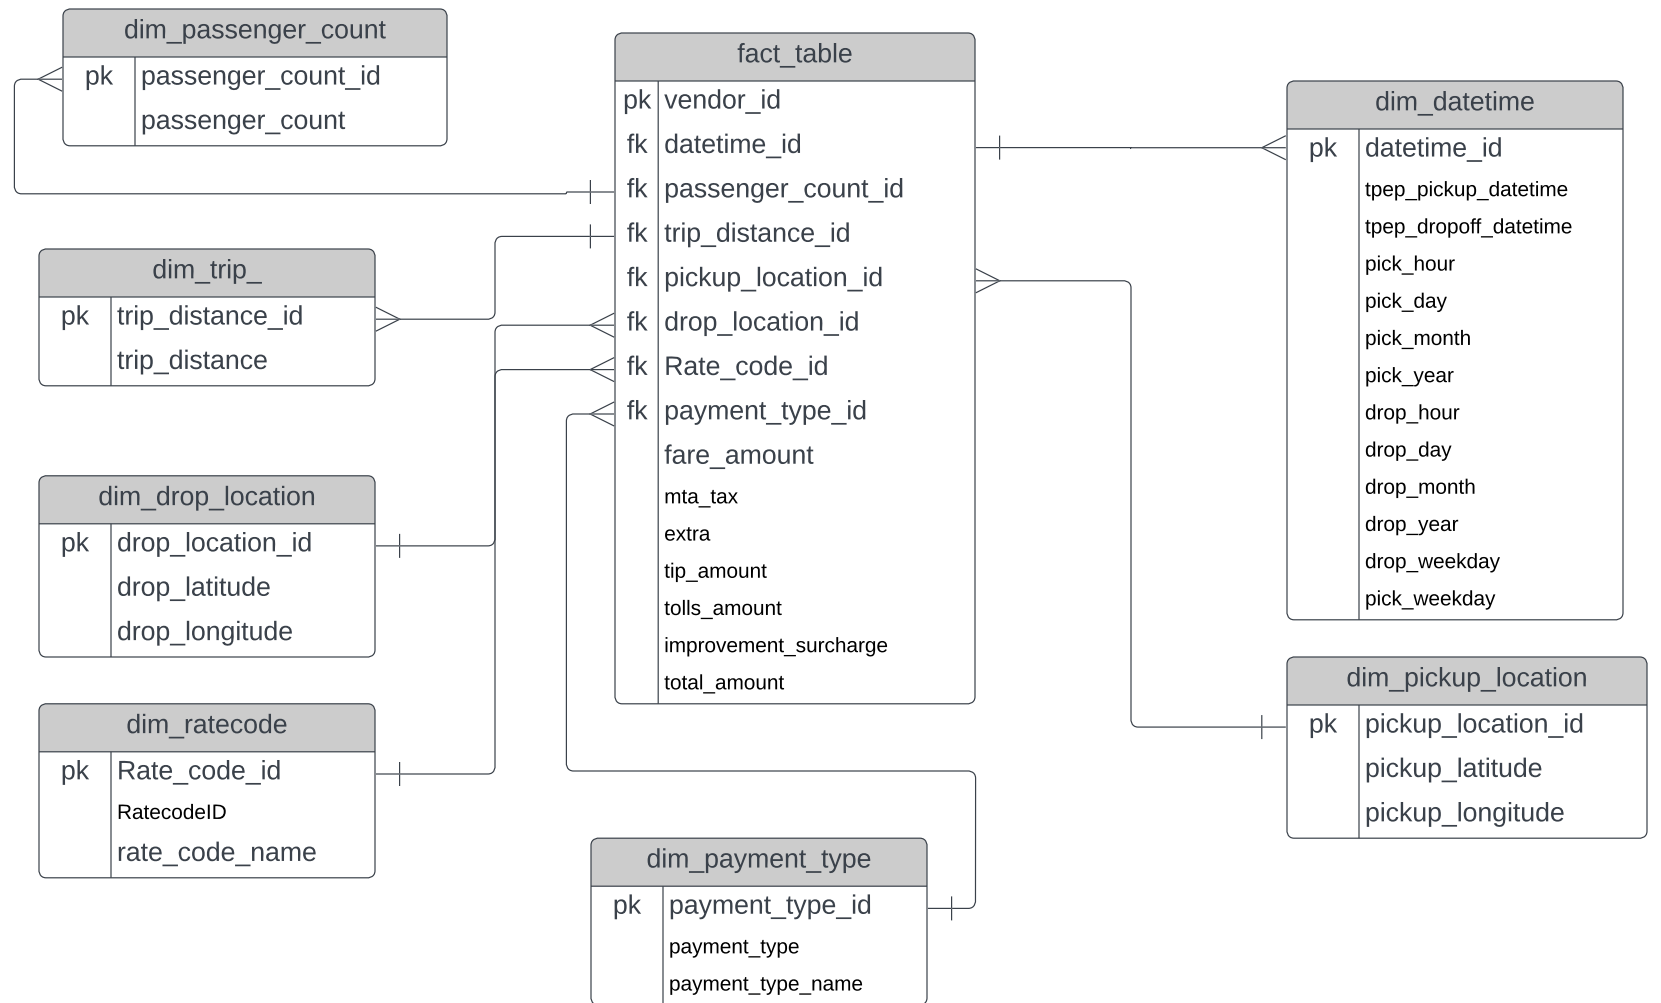 dim_passenger_count
pk passenger_count_id
passenger_count
dim_trip_
pk trip_distance_id
trip_distance
dim_drop_location
pk drop_location_id
drop_latitude
drop_longitude
dim_ratecode
pk Rate_code_id
RatecodeID
rate_code_name
fact_table
pk vendor_id
fk datetime_id
fk passenger_count_id
fk trip_distance_id
fk pickup_location_id
fk drop_location_id
fk Rate_code_id
fk payment_type_id
fare_amount
mta_tax
extra
tip_amount
tolls_amount
improvement_surcharge
total_amount
dim_payment_type
pk payment_type_id
payment_type
payment_type_name
dim_datetime
pk datetime_id
tpep_pickup_datetime
tpep_dropoff_datetime
pick_hour
pick_day
pick_month
pick_year
drop_hour
drop_day
drop_month
drop_year
drop_weekday
pick_weekday
dim_pickup_location
pk pickup_location_id
pickup_latitude
pickup_longitude